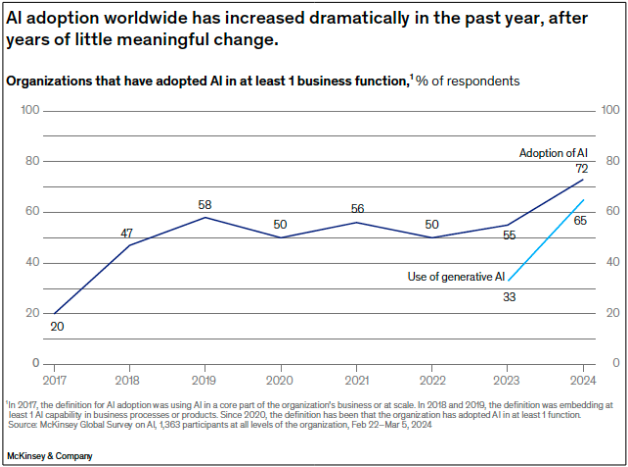 AI adoption worldwide has increased dramatically in the past year, after
years of little meaningful change.
Organizations that have adopted AI in at least 1 business function,¹ % of respondents
100 100
80 80
60 60
40 40
20 20
0 0
Adoption of AI
72
58
56
50
50
47
55
65
Use of generative AI
33
20
2017 2018 2019 2020 2021 2022 2023 2024
¹In 2017, the definition for AI adoption was using AI in a core part of the organization's business or at scale. In 2018 and 2019, the definition was embedding at
least 1 AI capability in business processes or products. Since 2020, the definition has been that the organization has adopted AI in at least 1 function.
Source: McKinsey Global Survey on AI, 1,363 participants at all levels of the organization, Feb 22–Mar 5, 2024
McKinsey & Company